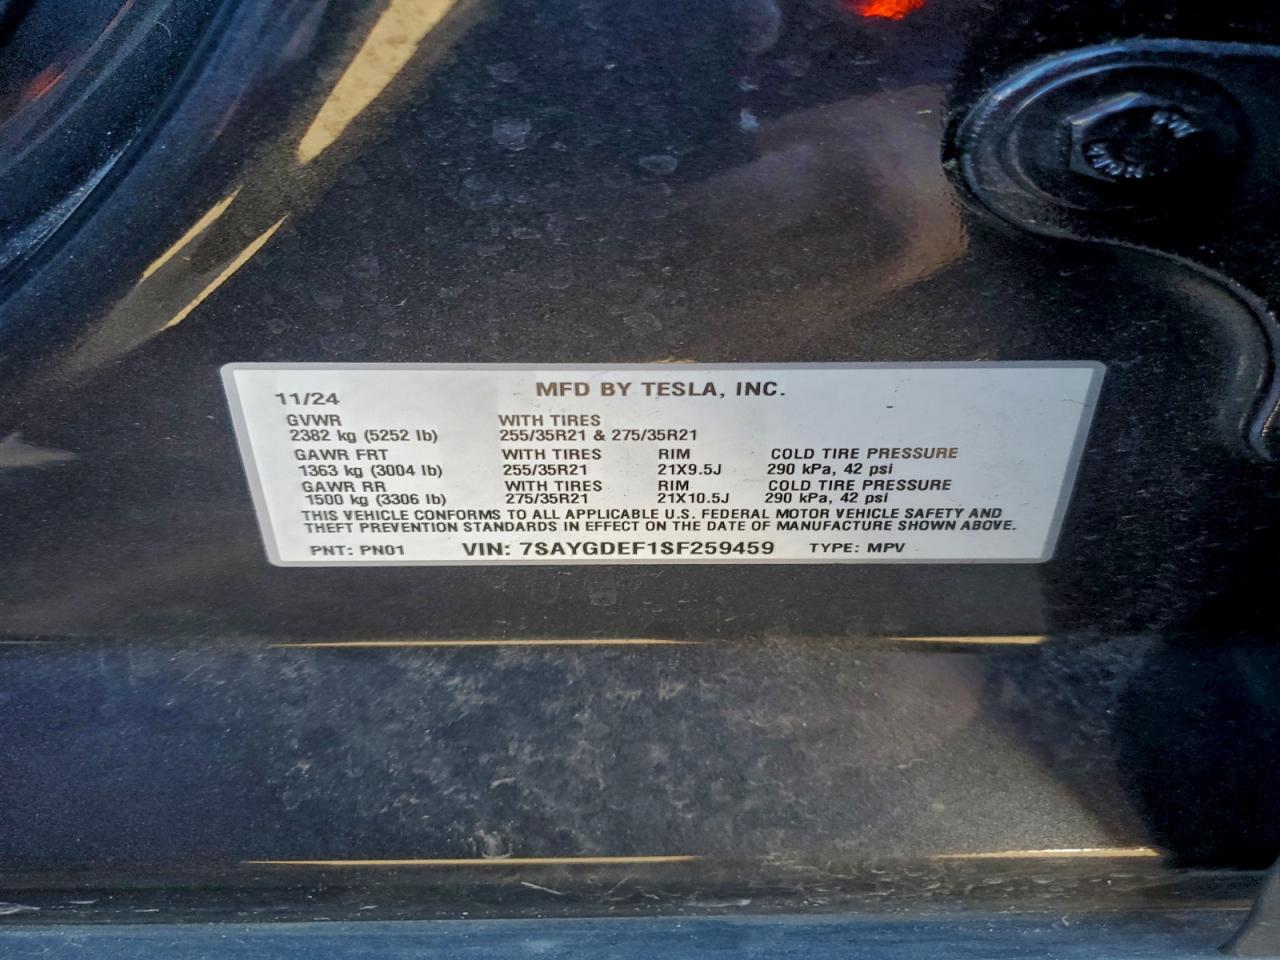 11/24 MFD BY TESLA, INC.
GVWR WITH TIRES
2382 kg (5252 lb) 255/35R21 & 275/35R21
GAWR FRT WITH TIRES RIM COLD TIRE PRESSURE
1363 kg (3004 lb) 255/35R21 21X9.5J 290 kPa, 42 psi
GAWR RR WITH TIRES RIM COLD TIRE PRESSURE
1500 kg (3306 lb) 275/35R21 21X10.5J 290 kPa, 42 psi
THIS VEHICLE CONFORMS TO ALL APPLICABLE U.S. FEDERAL MOTOR VEHICLE SAFETY AND
THEFT PREVENTION STANDARDS IN EFFECT ON THE DATE OF MANUFACTURE SHOWN ABOVE.
PNT: PN01 VIN: 7SAYGDEF1SF259459 TYPE: MPV